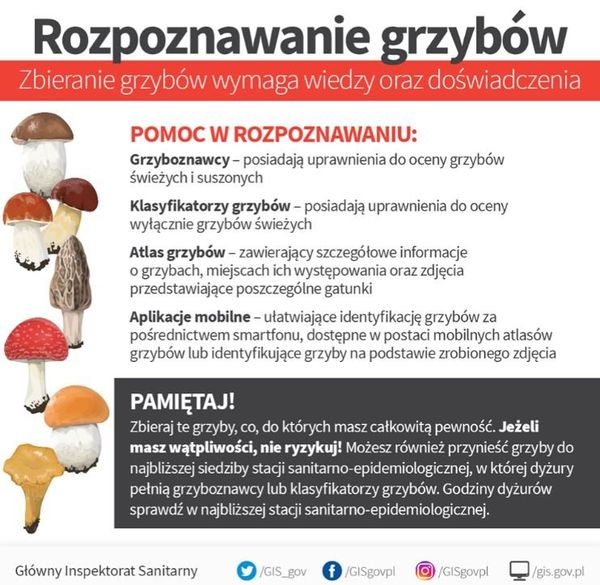 Rozpoznawanie grzybów
Zbieranie grzybów wymaga wiedzy oraz doświadczenia
POMOC W ROZPOZNAWANIU:
Grzyboznawcy – posiadają uprawnienia do oceny grzybów
świeżych i suszonych
Klasyfikatorzy grzybów – posiadają uprawnienia do oceny
wyłącznie grzybów świeżych
Atlas grzybów – zawierający szczegółowe informacje
o grzybach, miejscach ich występowania oraz zdjęcia
przedstawiające poszczególne gatunki
Aplikacje mobilne – ułatwiające identyfikację grzybów za
pośrednictwem smartfonu, dostępne w postaci mobilnych atlasów
grzybów lub identyfikujące grzyby na podstawie zrobionego zdjęcia
PAMIĘTAJ!
Zbieraj te grzyby, co, do których masz całkowitą pewność. Jeżeli
masz wątpliwości, nie ryzykuj! Możesz również przynieść grzyby do
najbliższej siedziby stacji sanitarno-epidemiologicznej, w której dyżury
pełnią grzyboznawcy lub klasyfikatorzy grzybów. Godziny dyżurów
sprawdź w najbliższej stacji sanitarno-epidemiologicznej.
Główny Inspektorat Sanitarny /GIS_gov /GISgovpl /GISgovpl /gis.gov.pl